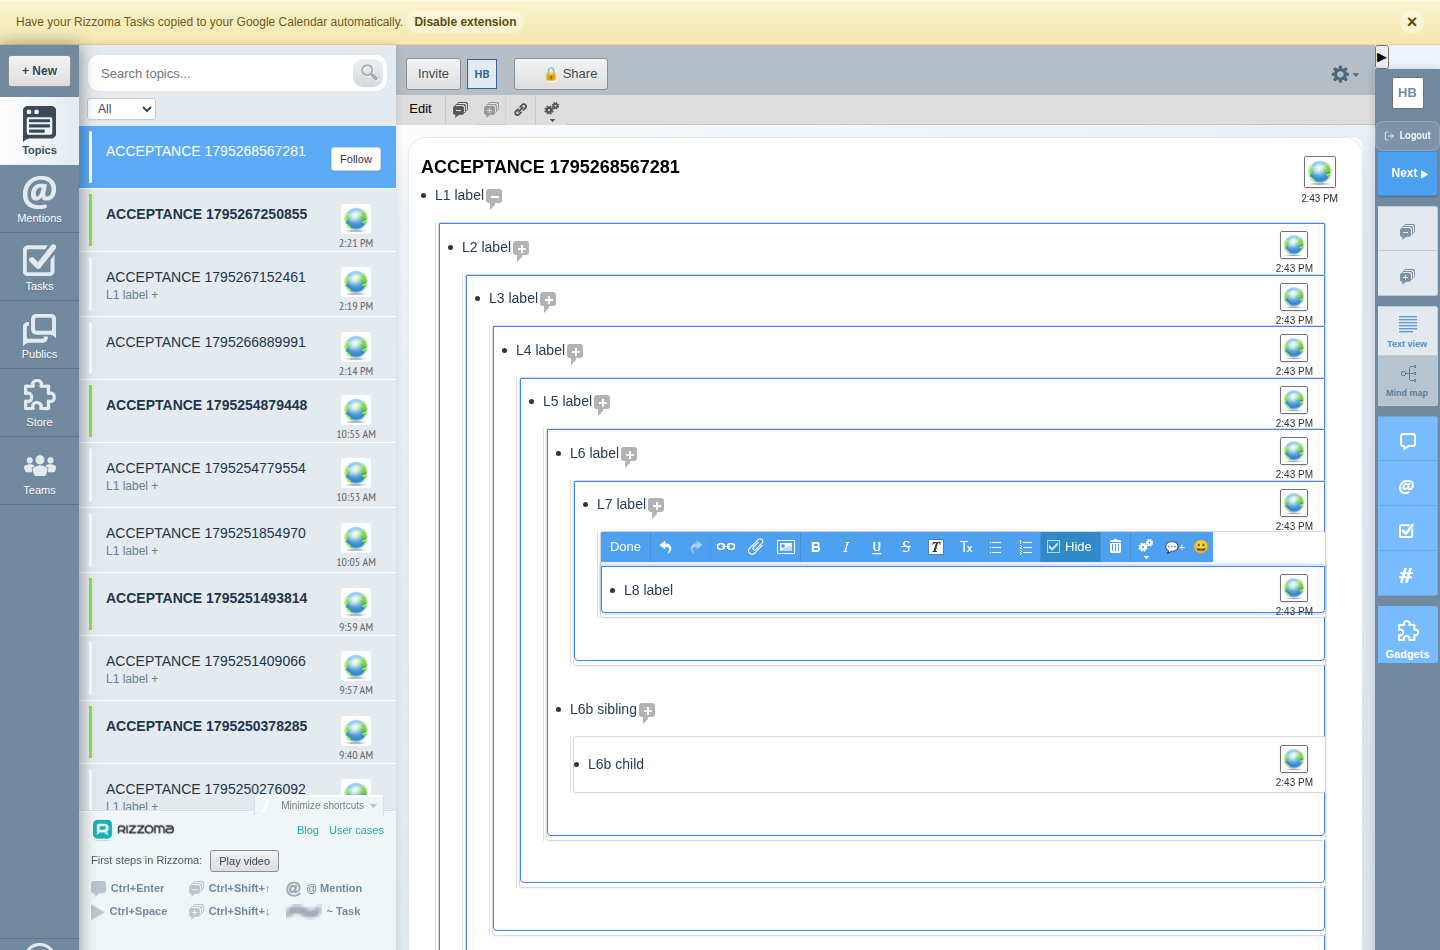 Have your Rizzoma Tasks copied to your Google Calendar automatically. Disable extension ×
+ New
Topics
Mentions
Tasks
Publics
Store
Teams
Search topics...
All
ACCEPTANCE 1795268567281
Follow
ACCEPTANCE 1795267250855
2:21 PM
ACCEPTANCE 1795267152461
L1 label +
2:19 PM
ACCEPTANCE 1795266889991
2:14 PM
ACCEPTANCE 1795254879448
10:55 AM
ACCEPTANCE 1795254779554
L1 label +
10:53 AM
ACCEPTANCE 1795251854970
L1 label +
10:05 AM
ACCEPTANCE 1795251493814
9:59 AM
ACCEPTANCE 1795251409066
L1 label +
9:57 AM
ACCEPTANCE 1795250378285
9:40 AM
ACCEPTANCE 1795250276092
L1 label +
Minimize shortcuts
RIZZOMA
Blog User cases
First steps in Rizzoma: Play video
Ctrl+Enter Ctrl+Shift+↑ @ Mention
Ctrl+Space Ctrl+Shift+↓ ~ Task
Invite HB Share
Edit
ACCEPTANCE 1795268567281
2:43 PM
• L1 label
• L2 label
2:43 PM
• L3 label
2:43 PM
• L4 label
2:43 PM
• L5 label
2:43 PM
• L6 label
2:43 PM
• L7 label
2:43 PM
Done B I U S T Tx Hide
• L8 label
2:43 PM
• L6b sibling
• L6b child
2:43 PM
HB
Logout
Next
Text view
Mind map
@
#
Gadgets